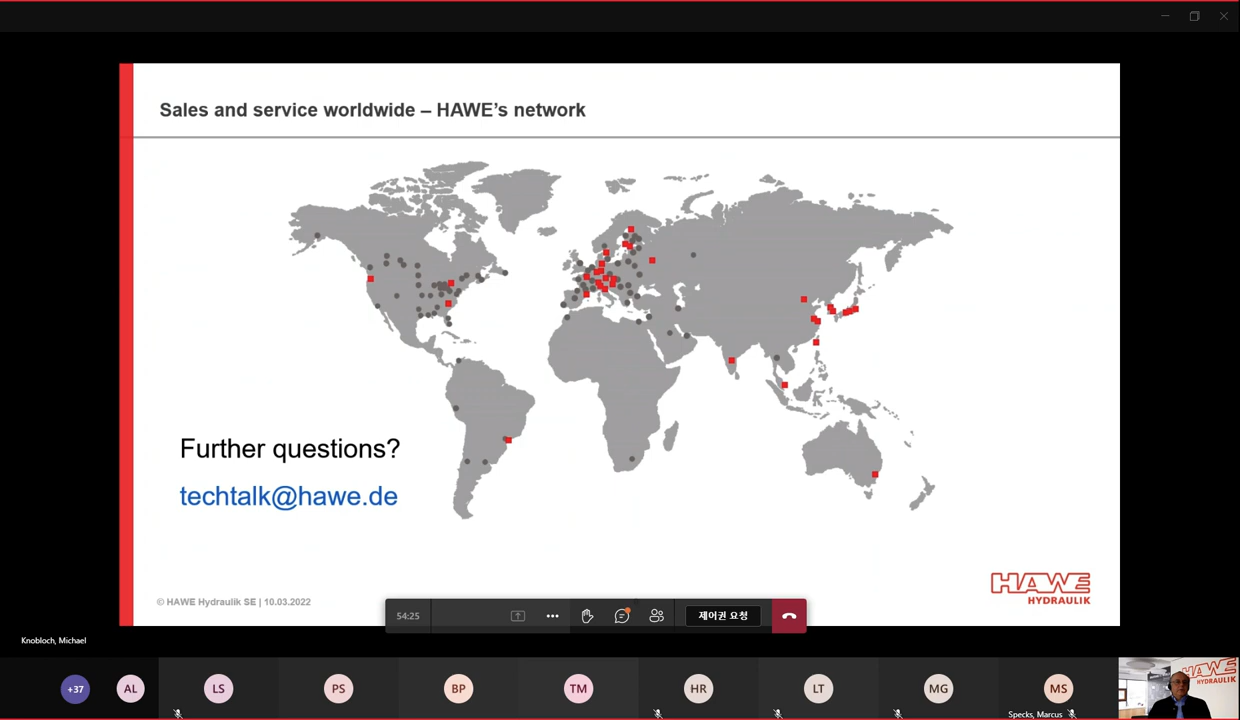 Sales and service worldwide – HAWE's network
Further questions?
techtalk@hawe.de
© HAWE Hydraulik SE | 10.03.2022
HAWE
HYDRAULIK
54:25
제어권 요청
Knobloch, Michael
+37
AL
LS
PS
BP
TM
HR
LT
MG
MS
Specks, Marcus
HAWE
HYDRAULIK